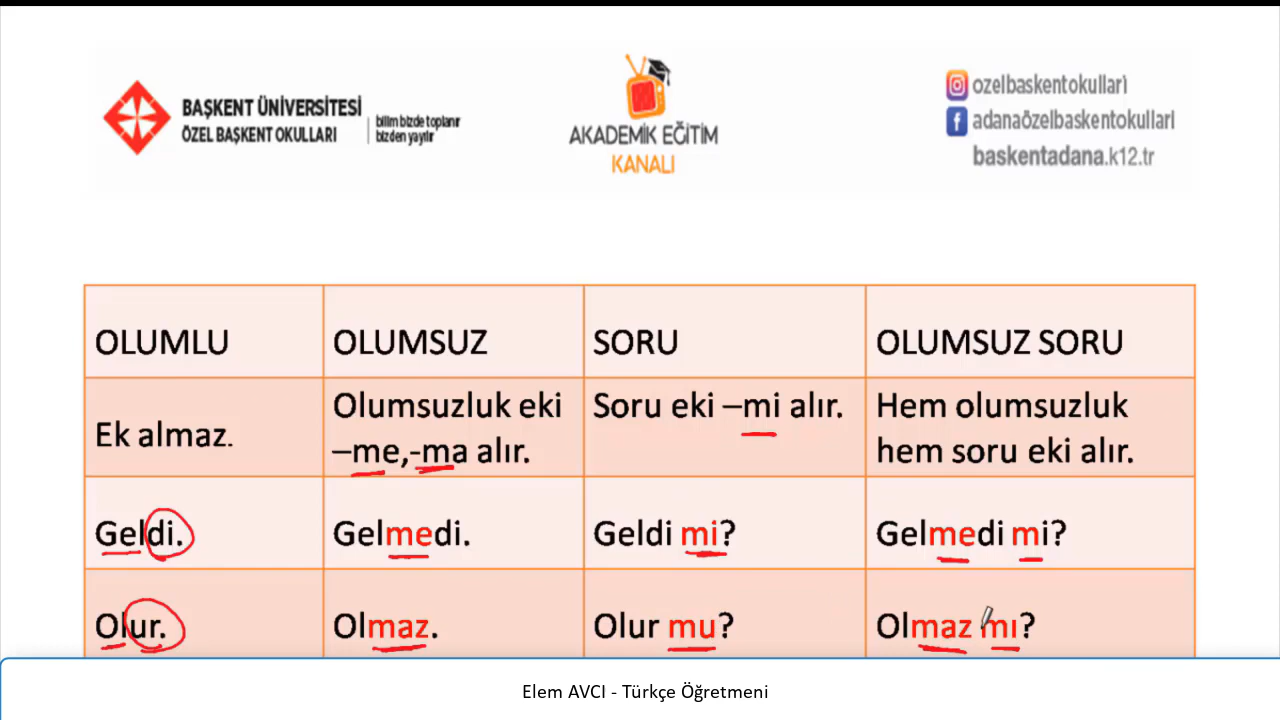 BAŞKENT ÜNİVERSİTESİ
ÖZEL BAŞKENT OKULLARI
bilim bizde toplanır
bizden yayılır
AKADEMİK EĞİTİM
KANALI
ozelbaskentokullari
adanaözelbaskentokullari
baskentadana.k12.tr
OLUMLU OLUMSUZ SORU OLUMSUZ SORU
Ek almaz.
Olumsuzluk eki
–me,-ma alır.
Soru eki –mi alır.
Hem olumsuzluk
hem soru eki alır.
Geldi. Gelmedi. Geldi mi? Gelmedi mi?
Olur. Olmaz. Olur mu? Olmaz mı?
Elem AVCI - Türkçe Öğretmeni